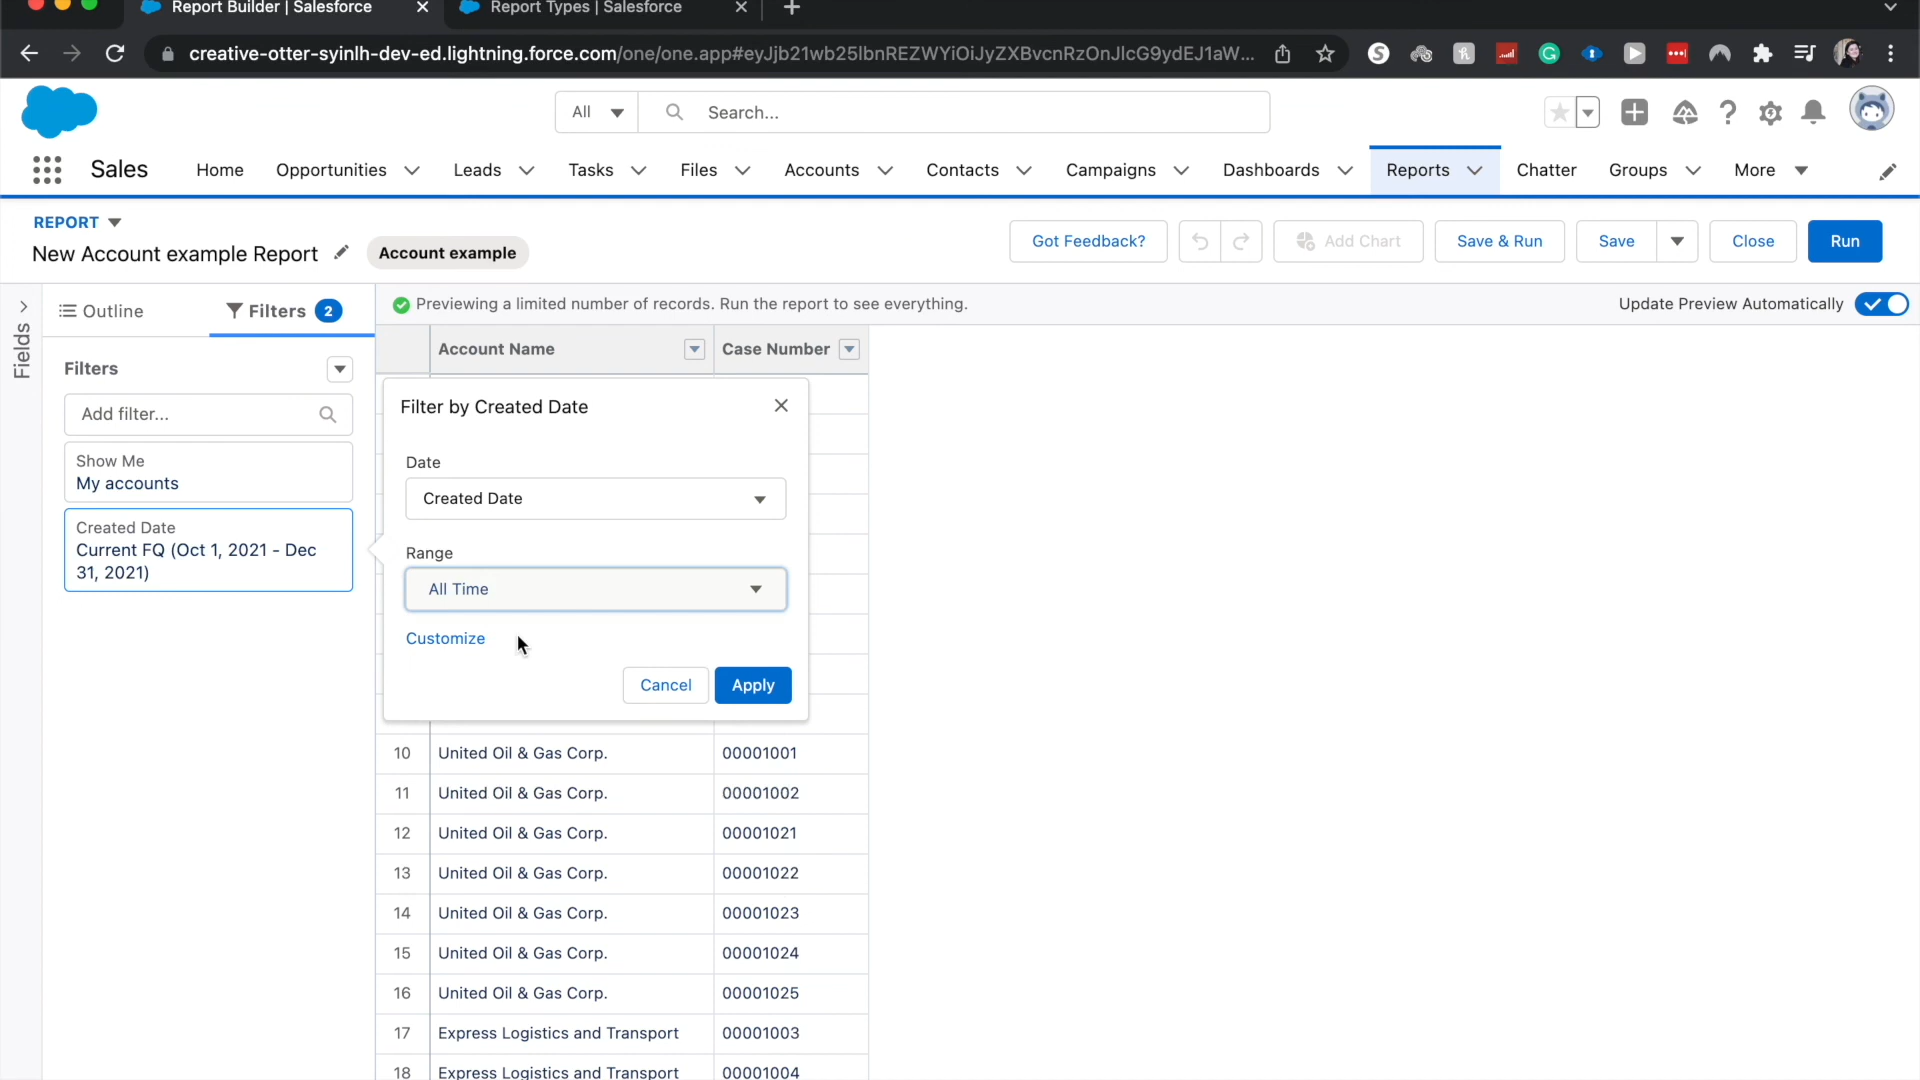 Report Builder | Salesforce
Report Types | Salesforce
creative-otter-syinlh-dev-ed.lightning.force.com/one/one.app#eyJjb21wb25lbnREZWYiOiJyZXBvcnRzOnJlcG9ydEJ1aW...
All
Search...
Sales
Home
Opportunities
Leads
Tasks
Files
Accounts
Contacts
Campaigns
Dashboards
Reports
Chatter
Groups
More
REPORT
New Account example Report
Account example
Got Feedback?
Add Chart
Save & Run
Save
Close
Run
Fields
Outline
Filters 2
Previewing a limited number of records. Run the report to see everything.
Update Preview Automatically
Filters
Add filter...
Show Me
My accounts
Created Date
Current FQ (Oct 1, 2021 - Dec
31, 2021)
Account Name
Case Number
Filter by Created Date
Date
Created Date
Range
All Time
Customize
Cancel
Apply
10 United Oil & Gas Corp. 00001001
11 United Oil & Gas Corp. 00001002
12 United Oil & Gas Corp. 00001021
13 United Oil & Gas Corp. 00001022
14 United Oil & Gas Corp. 00001023
15 United Oil & Gas Corp. 00001024
16 United Oil & Gas Corp. 00001025
17 Express Logistics and Transport 00001003
18 Express Logistics and Transport 00001004